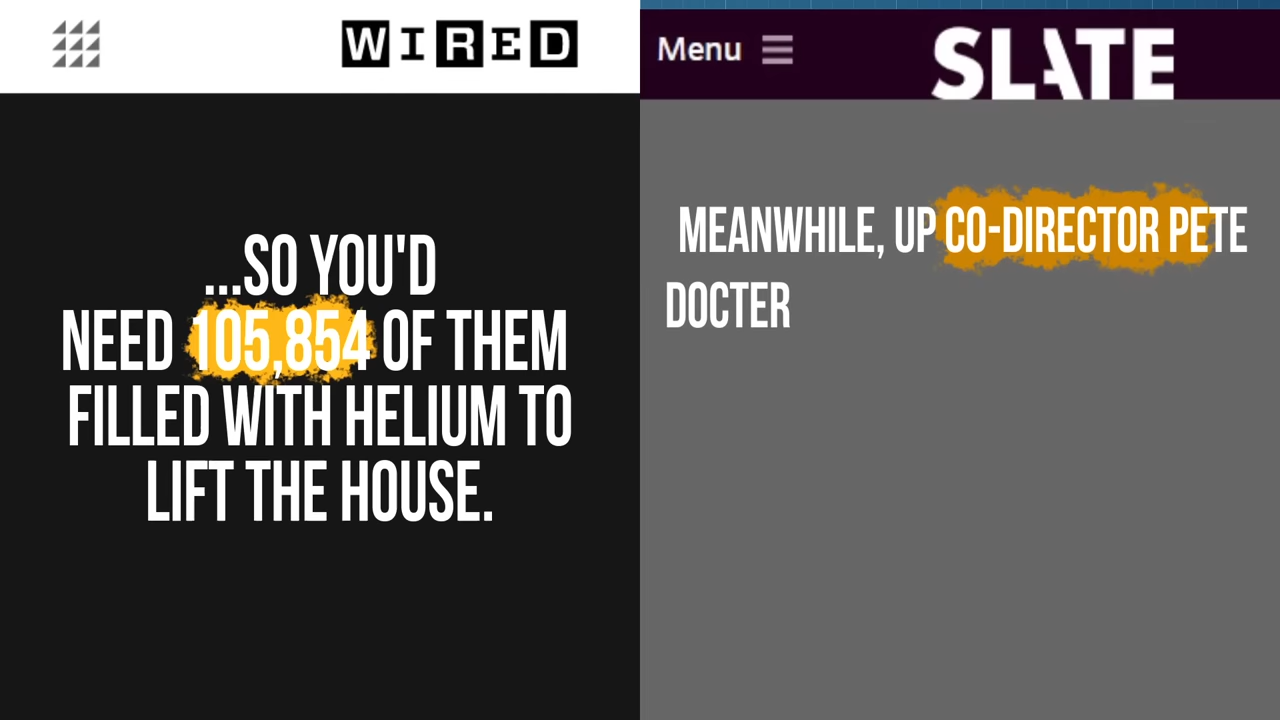 WIRED
...SO YOU'D
NEED 105,854 OF THEM
FILLED WITH HELIUM TO
LIFT THE HOUSE.
Menu
SLATE
MEANWHILE, UP CO-DIRECTOR PETE
DOCTER